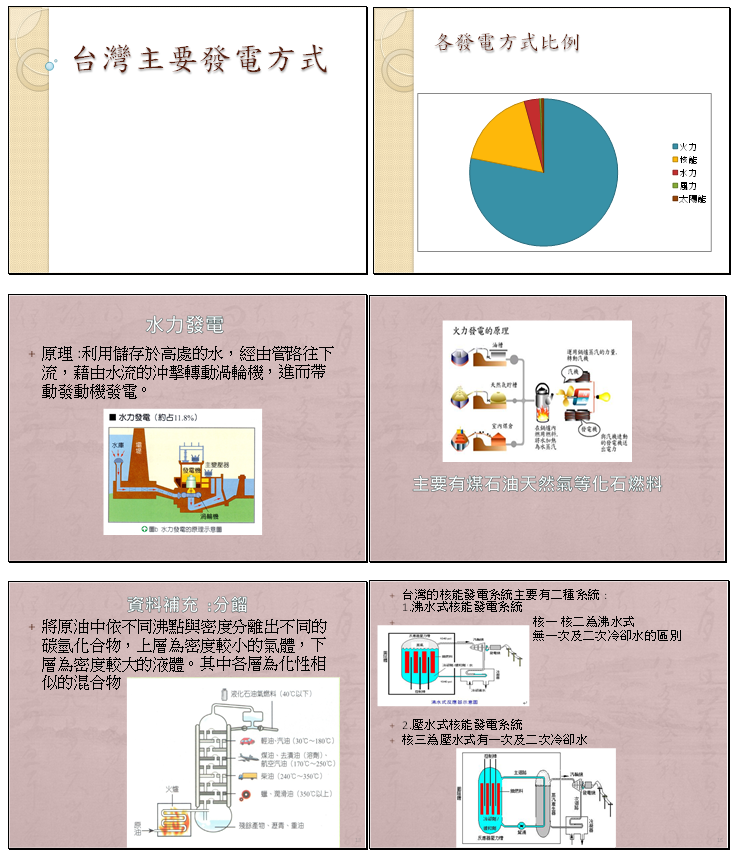 台灣主要發電方式
各發電方式比例
火力
核能
水力
風力
太陽能
水力發電
原理 :利用儲存於高處的水，經由管路往下
流，藉由水流的沖擊轉動渦輪機，進而帶
動發動機發電。
■ 水力發電（約占11.8%）
水庫
主變壓器
發電機
渦輪機
圖b 水力發電的原理示意圖
火力發電的原理
油槽
天然氣貯槽
室內煤倉
運用鍋爐蒸汽的力量,
轉動汽機
汽機
在鍋爐內
燃用燃料,
將水加熱
為水蒸汽
發電機
與汽機連動
的發電機送
出電力
主要有煤石油天然氣等化石燃料
資料補充 :分餾
將原油中依不同沸點與密度分離出不同的
碳氫化合物，上層為密度較小的氣體，下
層為密度較大的液體。其中各層為化性相
似的混合物
液化石油氣燃料（40℃以下）
輕油、汽油（30℃～180℃）
煤油、去漬油（溶劑）、
航空汽油（170℃～250℃）
柴油（240℃～350℃）
蠟、潤滑油（350℃以上）
殘餘產物、瀝青、重油
火爐
原
油
台灣的核能發電系統主要有二種系統 :
1.沸水式核能發電系統
核一 核二為沸水式
無一次及二次冷卻水的區別
沸水式反應器示意圖
2.壓水式核能發電系統
核三為壓水式有一次及二次冷卻水